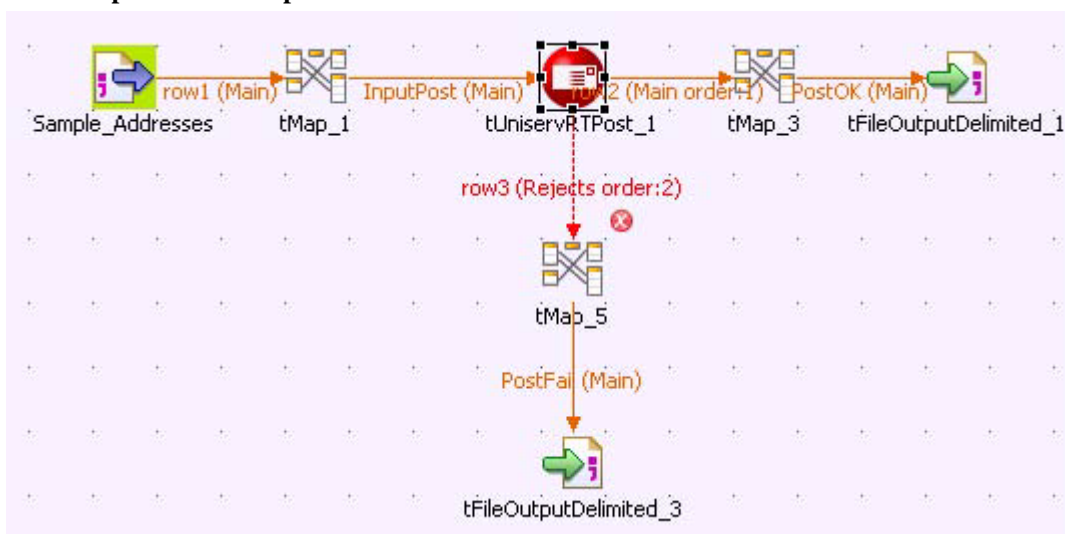 row1 (Main)
InputPost (Main)
row2 (Main order:1)
PostOK (Main)
Sample_Addresses
tMap_1
tUniservRTPost_1
tMap_3
tFileOutputDelimited_1
row3 (Rejects order:2)
tMap_5
PostFail (Main)
tFileOutputDelimited_3